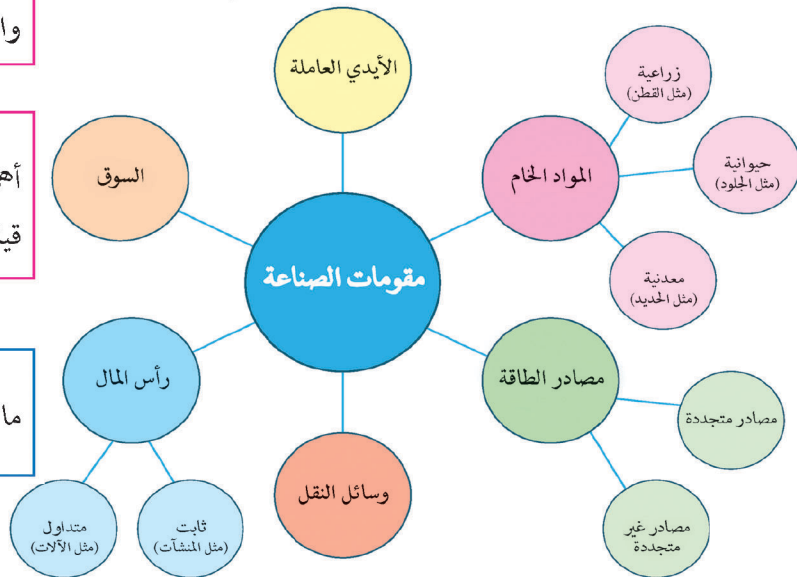 الأيدي العاملة
زراعية
(مثل القطن)
حيوانية
(مثل الجلود)
المواد الخام
السوق
معدنية
(مثل الحديد)
مقومات الصناعة
مصادر الطاقة
رأس المال
مصادر متجددة
وسائل النقل
مصادر غير
متجددة
ثابت
(مثل المنشآت)
متداول
(مثل الآلات)
ما